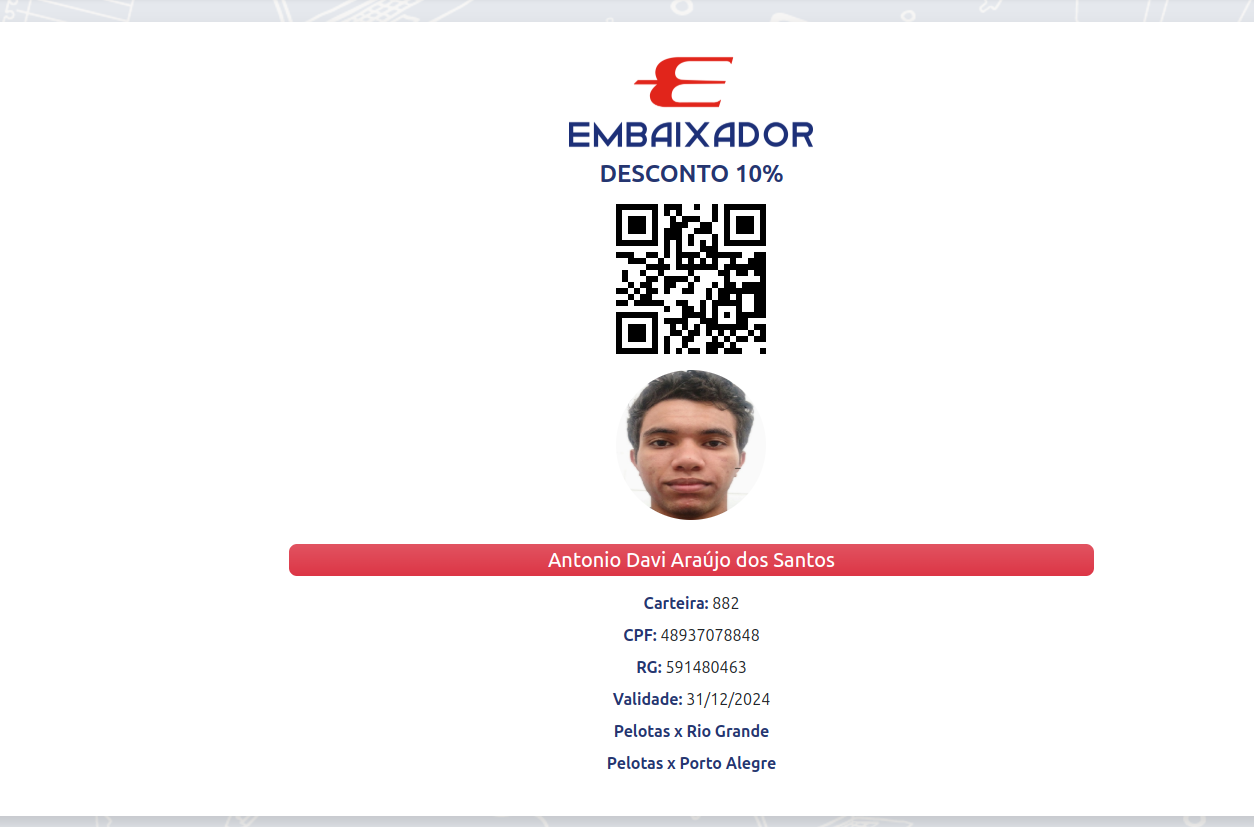 EMBAIXADOR
DESCONTO 10%
Antonio Davi Araújo dos Santos
Carteira: 882
CPF: 48937078848
RG: 591480463
Validade: 31/12/2024
Pelotas x Rio Grande
Pelotas x Porto Alegre